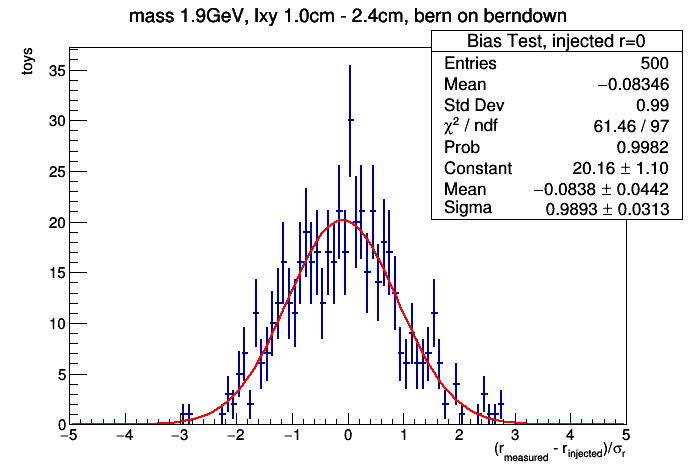 mass 1.9GeV, lxy 1.0cm - 2.4cm, bern on berndown
toys
Bias Test, injected r=0
Entries 500
Mean −0.08346
Std Dev 0.99
χ² / ndf 61.46 / 97
Prob 0.9982
Constant 20.16 ± 1.10
Mean −0.0838 ± 0.0442
Sigma 0.9893 ± 0.0313
35
30
25
20
15
10
5
0
−5 −4 −3 −2 −1 0 1 2 3 4 5
(r_measured - r_injected)/σ_r